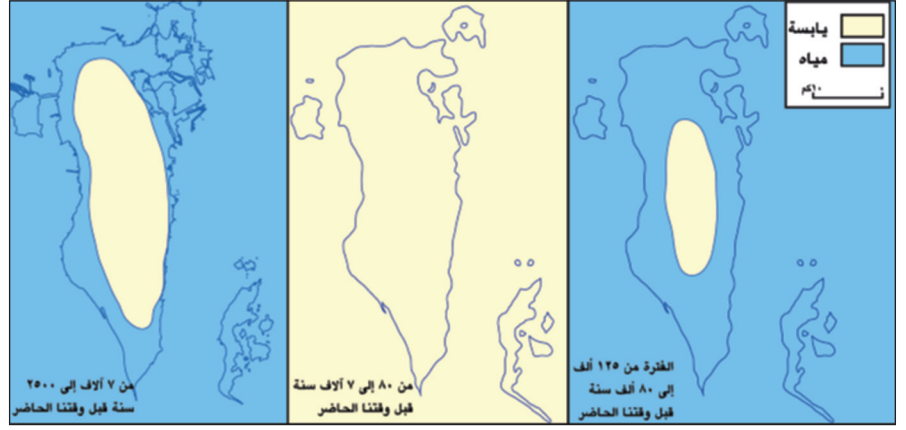 يابسة
مياه
١٠كم
الفترة من ١٢٥ ألف
إلى ٨٠ ألف سنة
قبل وقتنا الحاضر
من ٨٠ إلى ٧ آلاف سنة
قبل وقتنا الحاضر
من ٧ آلاف إلى ٢٥٠٠
سنة قبل وقتنا الحاضر